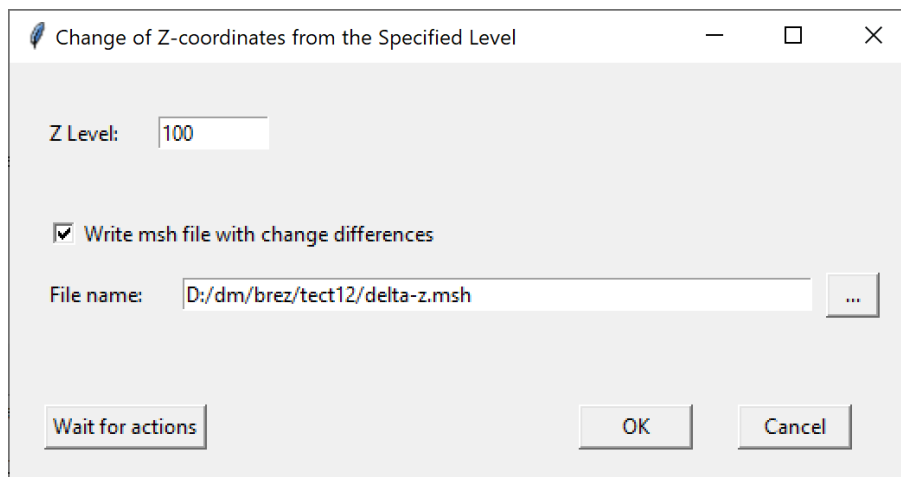 Change of Z-coordinates from the Specified Level
Z Level: 100
Write msh file with change differences
File name: D:/dm/brez/tect12/delta-z.msh ...
Wait for actions OK Cancel